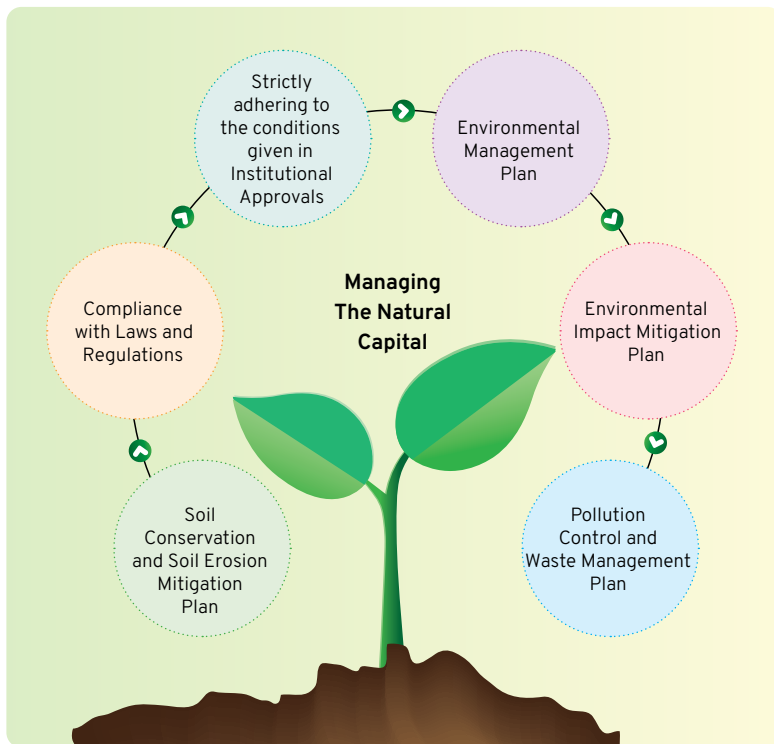 Managing
The Natural
Capital
Soil
Conservation
and Soil Erosion
Mitigation
Plan
Compliance
with Laws and
Regulations
Strictly
adhering to
the conditions
given in
Institutional
Approvals
Environmental
Management
Plan
Environmental
Impact Mitigation
Plan
Pollution
Control and
Waste Management
Plan